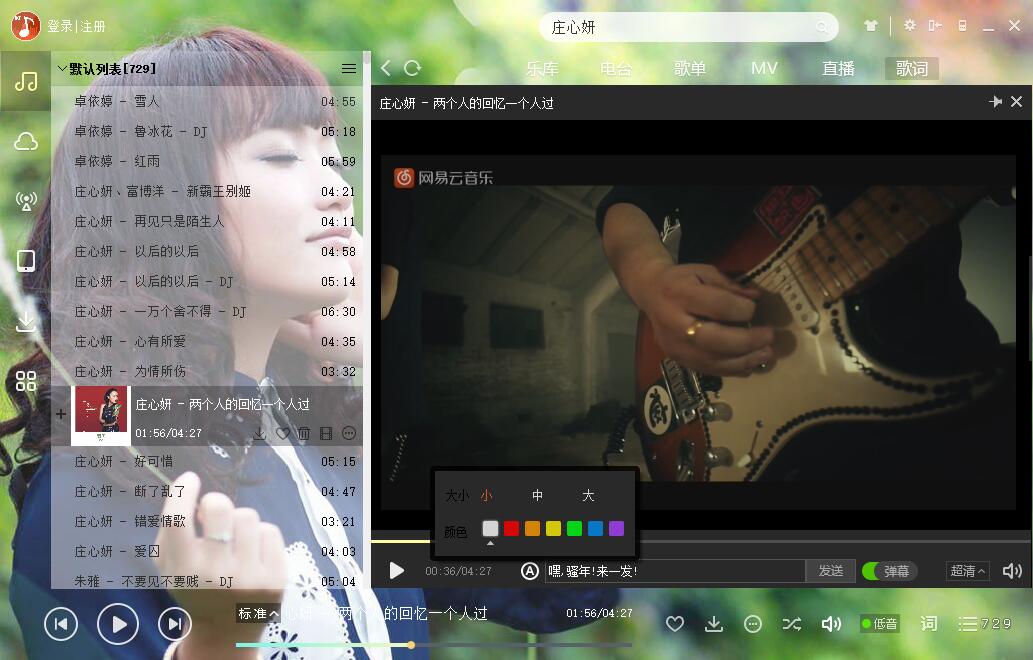 登录|注册
庄心妍
默认列表[729]
乐库 电台 歌单 MV 直播 歌词
卓依婷 - 雪人 04:55
卓依婷 - 鲁冰花 - DJ 05:18
卓依婷 - 红雨 05:59
庄心妍、富博洋 - 新霸王别姬 04:21
庄心妍 - 再见只是陌生人 04:11
庄心妍 - 以后的以后 04:58
庄心妍 - 以后的以后 - DJ 05:14
庄心妍 - 一万个舍不得 - DJ 06:30
庄心妍 - 心有所爱 04:35
庄心妍 - 为情所伤 03:32
庄心妍 - 两个人的回忆一个人过
01:56/04:27
庄心妍 - 好可惜 05:15
庄心妍 - 断了乱了 04:47
庄心妍 - 错爱情歌 03:21
庄心妍 - 爱囚 04:03
朱雅 - 不要见不要贱 - DJ 05:04
庄心妍 - 两个人的回忆一个人过
网易云音乐
大小 小 中 大
颜色
00:36/04:27
A 嘿,骚年!来一发! 发送 弹幕 超清
标准 心妍 - 两个人的回忆一个人过 01:56/04:27
低音 词 729